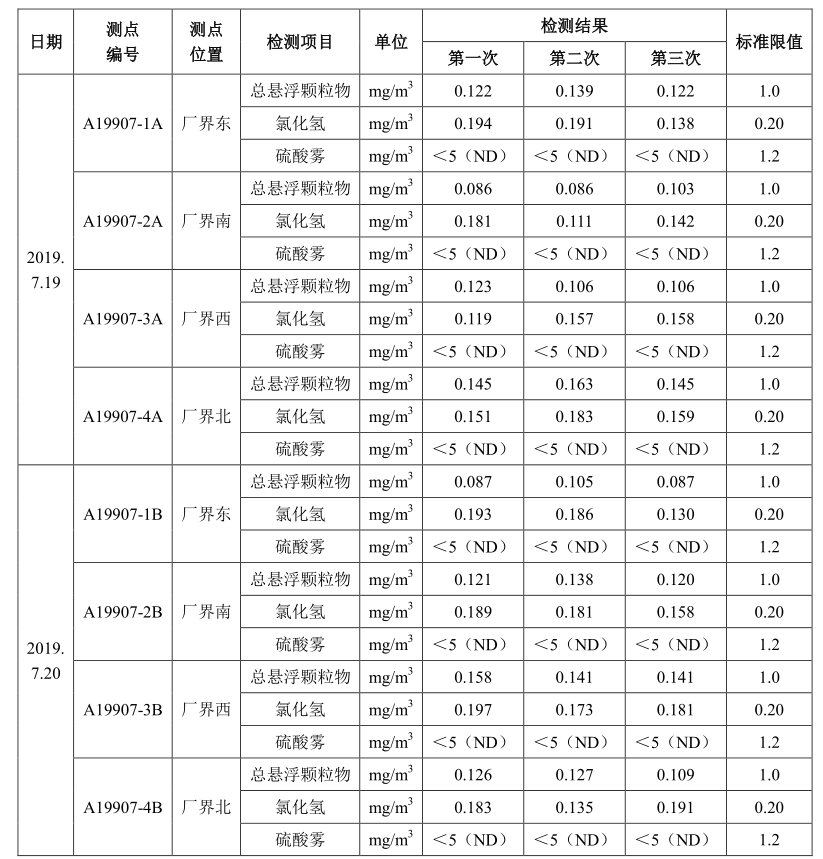 日期 测点编号 测点位置 检测项目 单位 检测结果 标准限值
第一次 第二次 第三次
2019.7.19 A19907-1A 厂界东 总悬浮颗粒物 mg/m³ 0.122 0.139 0.122 1.0
氯化氢 mg/m³ 0.194 0.191 0.138 0.20
硫酸雾 mg/m³ ＜5（ND） ＜5（ND） ＜5（ND） 1.2
A19907-2A 厂界南 总悬浮颗粒物 mg/m³ 0.086 0.086 0.103 1.0
氯化氢 mg/m³ 0.181 0.111 0.142 0.20
硫酸雾 mg/m³ ＜5（ND） ＜5（ND） ＜5（ND） 1.2
A19907-3A 厂界西 总悬浮颗粒物 mg/m³ 0.123 0.106 0.106 1.0
氯化氢 mg/m³ 0.119 0.157 0.158 0.20
硫酸雾 mg/m³ ＜5（ND） ＜5（ND） ＜5（ND） 1.2
A19907-4A 厂界北 总悬浮颗粒物 mg/m³ 0.145 0.163 0.145 1.0
氯化氢 mg/m³ 0.151 0.183 0.159 0.20
硫酸雾 mg/m³ ＜5（ND） ＜5（ND） ＜5（ND） 1.2
2019.7.20 A19907-1B 厂界东 总悬浮颗粒物 mg/m³ 0.087 0.105 0.087 1.0
氯化氢 mg/m³ 0.193 0.186 0.130 0.20
硫酸雾 mg/m³ ＜5（ND） ＜5（ND） ＜5（ND） 1.2
A19907-2B 厂界南 总悬浮颗粒物 mg/m³ 0.121 0.138 0.120 1.0
氯化氢 mg/m³ 0.189 0.181 0.158 0.20
硫酸雾 mg/m³ ＜5（ND） ＜5（ND） ＜5（ND） 1.2
A19907-3B 厂界西 总悬浮颗粒物 mg/m³ 0.158 0.141 0.141 1.0
氯化氢 mg/m³ 0.197 0.173 0.181 0.20
硫酸雾 mg/m³ ＜5（ND） ＜5（ND） ＜5（ND） 1.2
A19907-4B 厂界北 总悬浮颗粒物 mg/m³ 0.126 0.127 0.109 1.0
氯化氢 mg/m³ 0.183 0.135 0.191 0.20
硫酸雾 mg/m³ ＜5（ND） ＜5（ND） ＜5（ND） 1.2